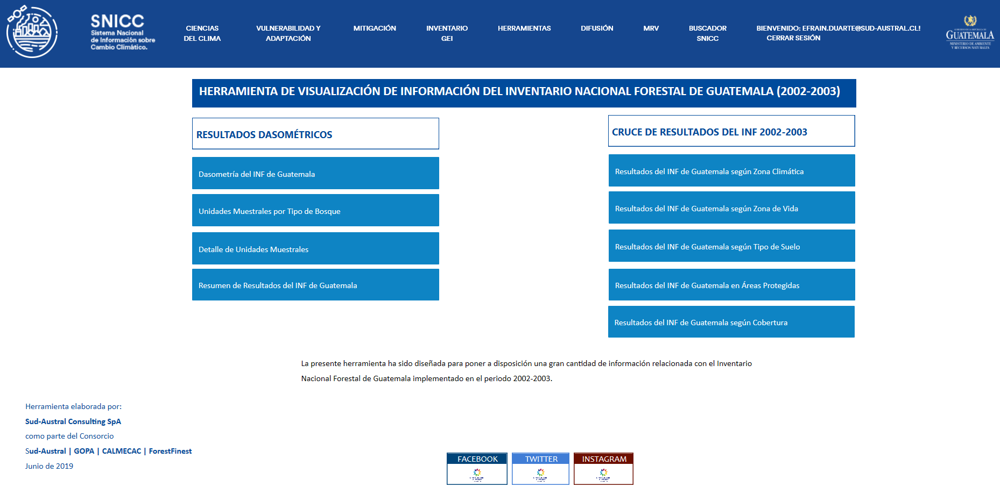 SNICC
Sistema Nacional
de Información sobre
Cambio Climático.
CIENCIAS
DEL CLIMA
VULNERABILIDAD Y
ADAPTACIÓN
MITIGACIÓN
INVENTARIO
GEI
HERRAMIENTAS
DIFUSIÓN
MRV
BUSCADOR
SNICC
BIENVENIDO: EFRAIN.DUARTE@SUD-AUSTRAL.CL!
CERRAR SESIÓN
GOBIERNO DE LA REPÚBLICA DE
GUATEMALA
MINISTERIO DE AMBIENTE
Y RECURSOS NATURALES
HERRAMIENTA DE VISUALIZACIÓN DE INFORMACIÓN DEL INVENTARIO NACIONAL FORESTAL DE GUATEMALA (2002-2003)
RESULTADOS DASOMÉTRICOS
Dasometría del INF de Guatemala
Unidades Muestrales por Tipo de Bosque
Detalle de Unidades Muestrales
Resumen de Resultados del INF de Guatemala
CRUCE DE RESULTADOS DEL INF 2002-2003
Resultados del INF de Guatemala según Zona Climática
Resultados del INF de Guatemala según Zona de Vida
Resultados del INF de Guatemala según Tipo de Suelo
Resultados del INF de Guatemala en Áreas Protegidas
Resultados del INF de Guatemala según Cobertura
La presente herramienta ha sido diseñada para poner a disposición una gran cantidad de información relacionada con el Inventario
Nacional Forestal de Guatemala implementado en el periodo 2002-2003.
Herramienta elaborada por:
Sud-Austral Consulting SpA
como parte del Consorcio
Sud-Austral | GOPA | CALMECAC | ForestFinest
Junio de 2019
FACEBOOK
TWITTER
INSTAGRAM